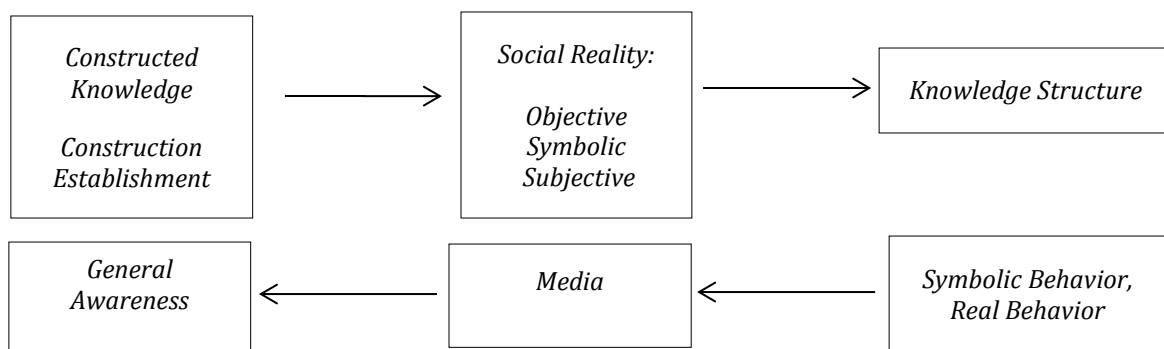 Constructed
Knowledge
Construction
Establishment
Social Reality:
Objective
Symbolic
Subjective
Knowledge Structure
General
Awareness
Media
Symbolic Behavior,
Real Behavior